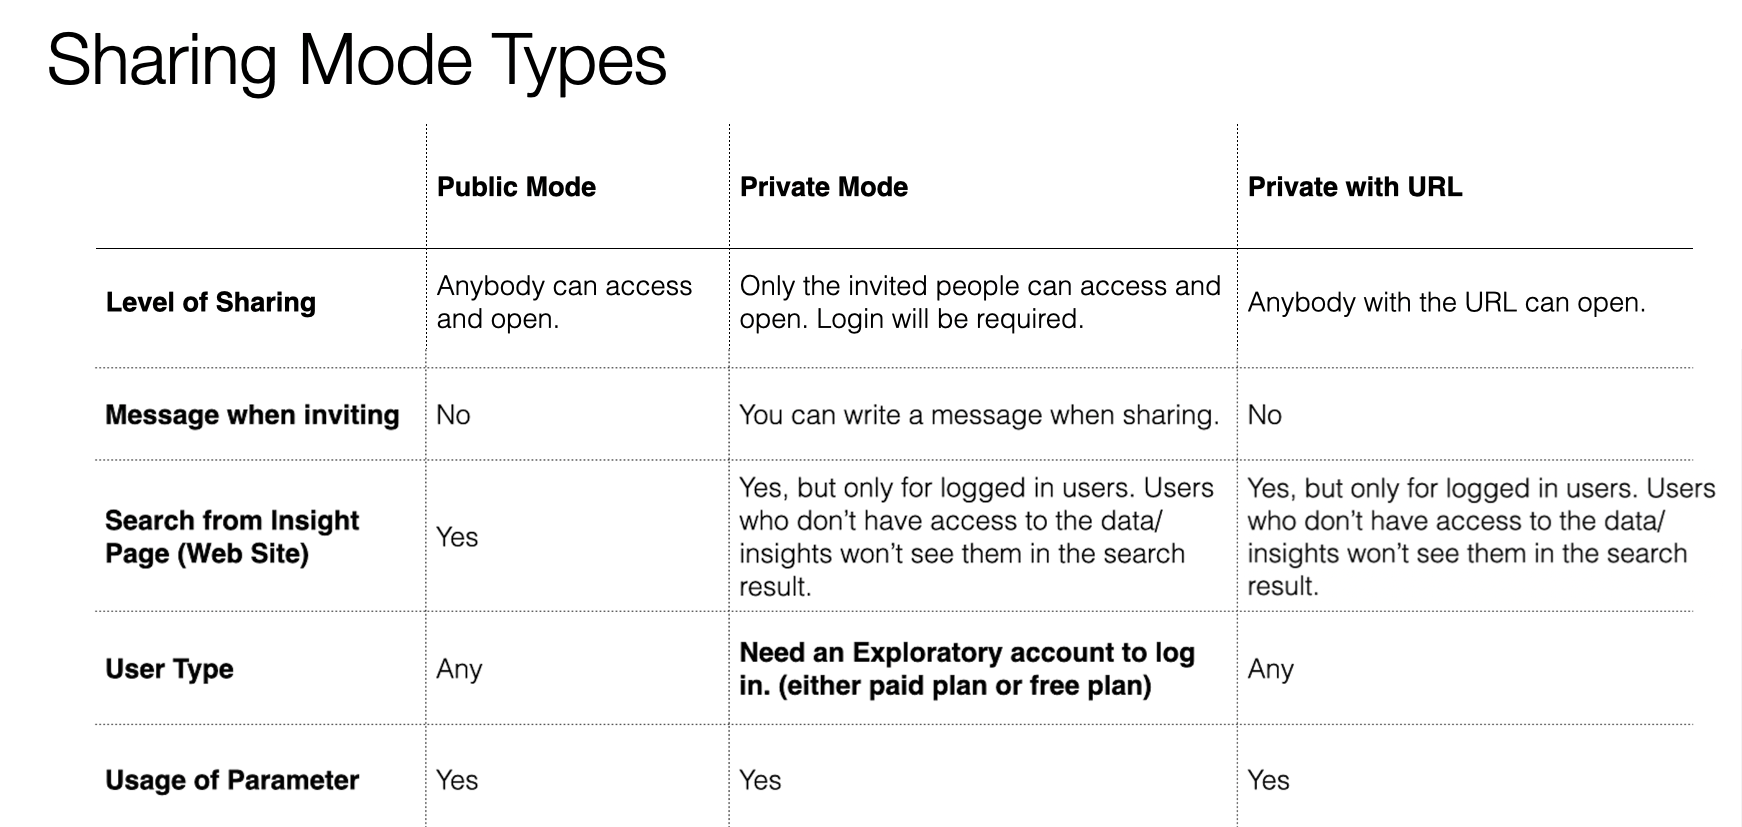 Sharing Mode Types
Public Mode
Private Mode
Private with URL
Level of Sharing
Anybody can access
and open.
Only the invited people can access and
open. Login will be required.
Anybody with the URL can open.
Message when inviting
No
You can write a message when sharing.
No
Search from Insight
Page (Web Site)
Yes
Yes, but only for logged in users. Users
who don’t have access to the data/
insights won’t see them in the search
result.
Yes, but only for logged in users. Users
who don’t have access to the data/
insights won’t see them in the search
result.
User Type
Any
Need an Exploratory account to log
in. (either paid plan or free plan)
Any
Usage of Parameter
Yes
Yes
Yes